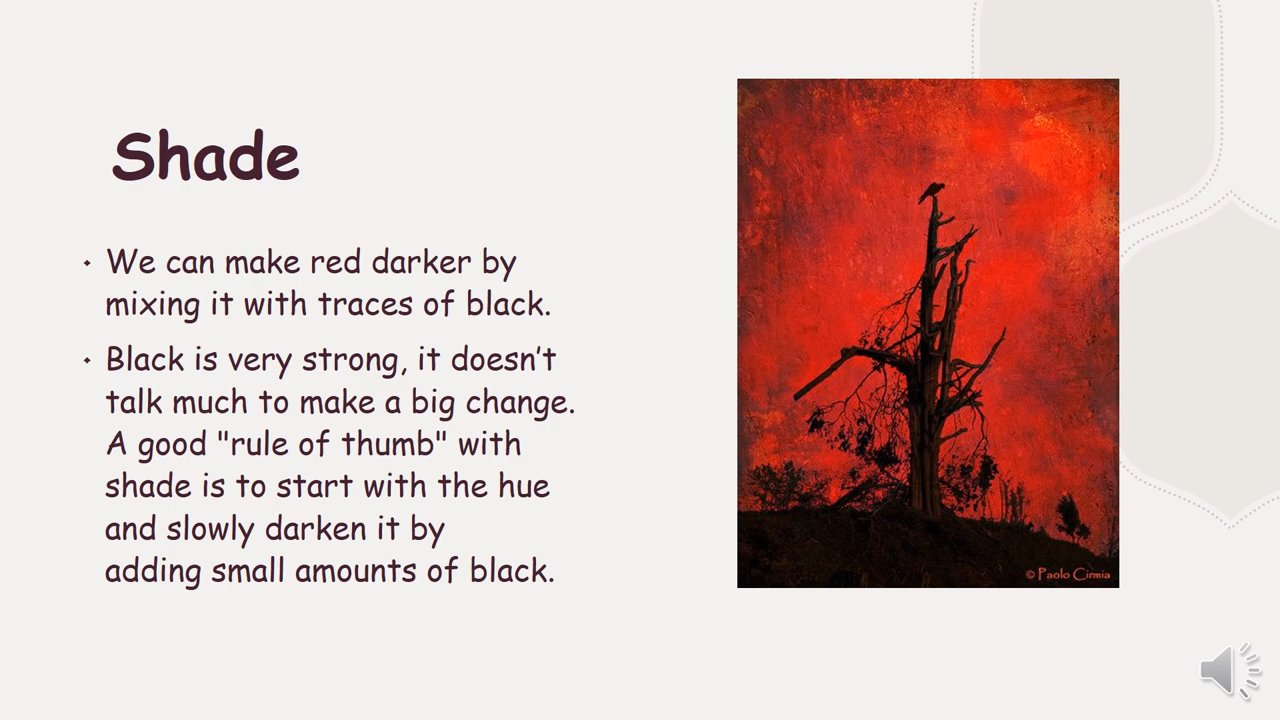 Shade
We can make red darker by
mixing it with traces of black.
Black is very strong, it doesn't
talk much to make a big change.
A good "rule of thumb" with
shade is to start with the hue
and slowly darken it by
adding small amounts of black.
© Paolo Cirmia